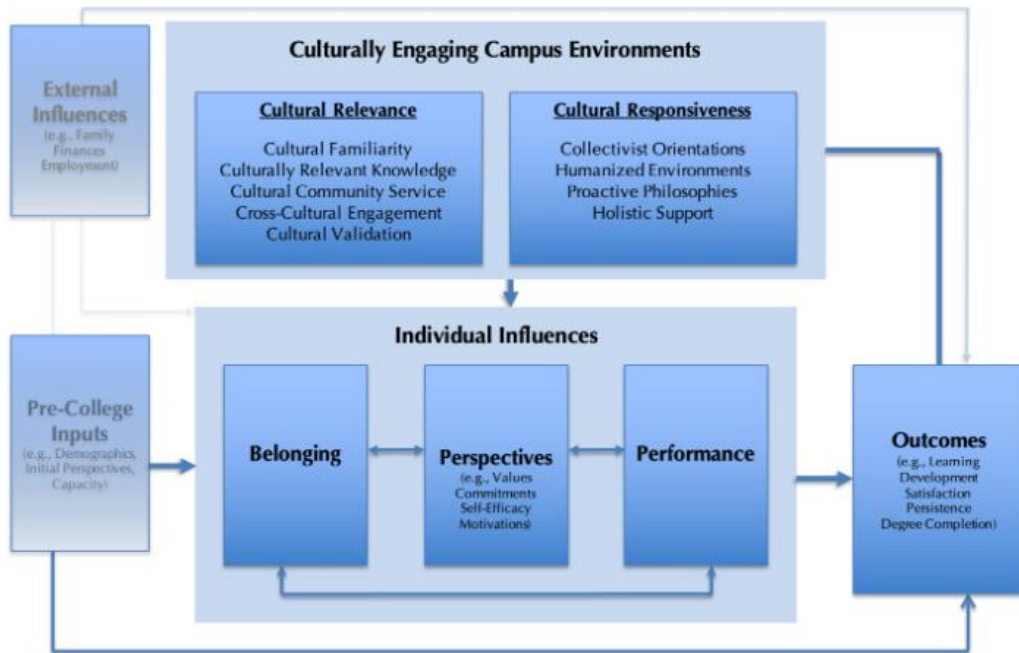 Culturally Engaging Campus Environments
External
Influences
(e.g., Family
Finances
Employment)
Cultural Relevance
Cultural Familiarity
Culturally Relevant Knowledge
Cultural Community Service
Cross-Cultural Engagement
Cultural Validation
Cultural Responsiveness
Collectivist Orientations
Humanized Environments
Proactive Philosophies
Holistic Support
Individual Influences
Pre-College
Inputs
(e.g., Demographics,
Initial Perspectives,
Capacity)
Belonging
Perspectives
(e.g., Values
Commitments
Self-Efficacy
Motivations)
Performance
Outcomes
(e.g., Learning
Development
Satisfaction
Persistence
Degree Completion)